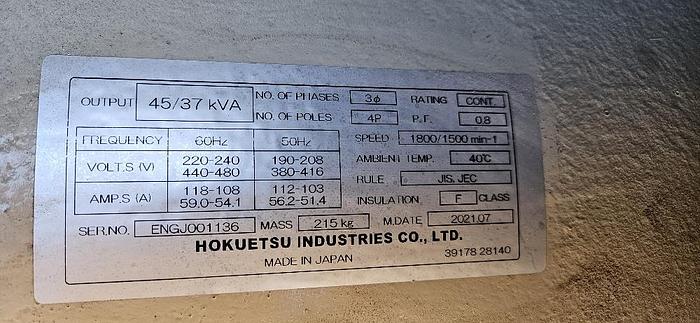 OUTPUT 45/37 kVA NO. OF PHASES 3ϕ RATING CONT.
NO. OF POLES 4P P.F. 0.8
FREQUENCY 60Hz 50Hz SPEED 1800/1500 min-1
VOLT.S (V) 220-240 190-208 AMBIENT TEMP. 40℃
440-480 380-416 RULE JIS. JEC
AMP.S (A) 118-108 112-103 INSULATION F CLASS
59.0-54.1 56.2-51.4
SER.NO. ENGJ001136 MASS 215 kg M.DATE 2021.07
HOKUETSU INDUSTRIES CO., LTD.
MADE IN JAPAN 39178 28140